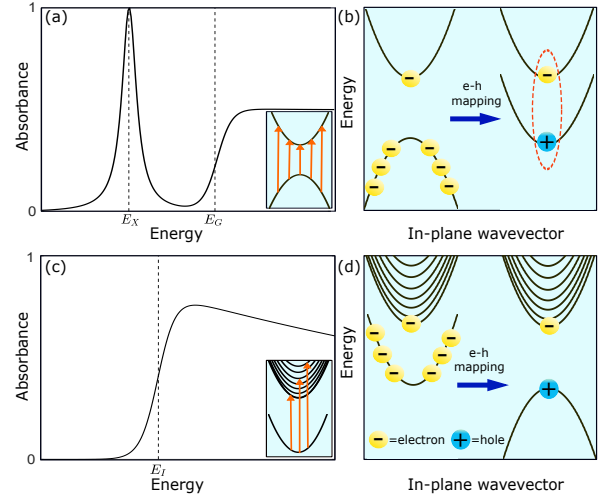 (a)
1
Absorbance
0
E_X
E_G
Energy
(b)
Energy
e-h
mapping
In-plane wavevector
(c)
1
Absorbance
0
E_I
Energy
(d)
Energy
e-h
mapping
=electron
=hole
In-plane wavevector